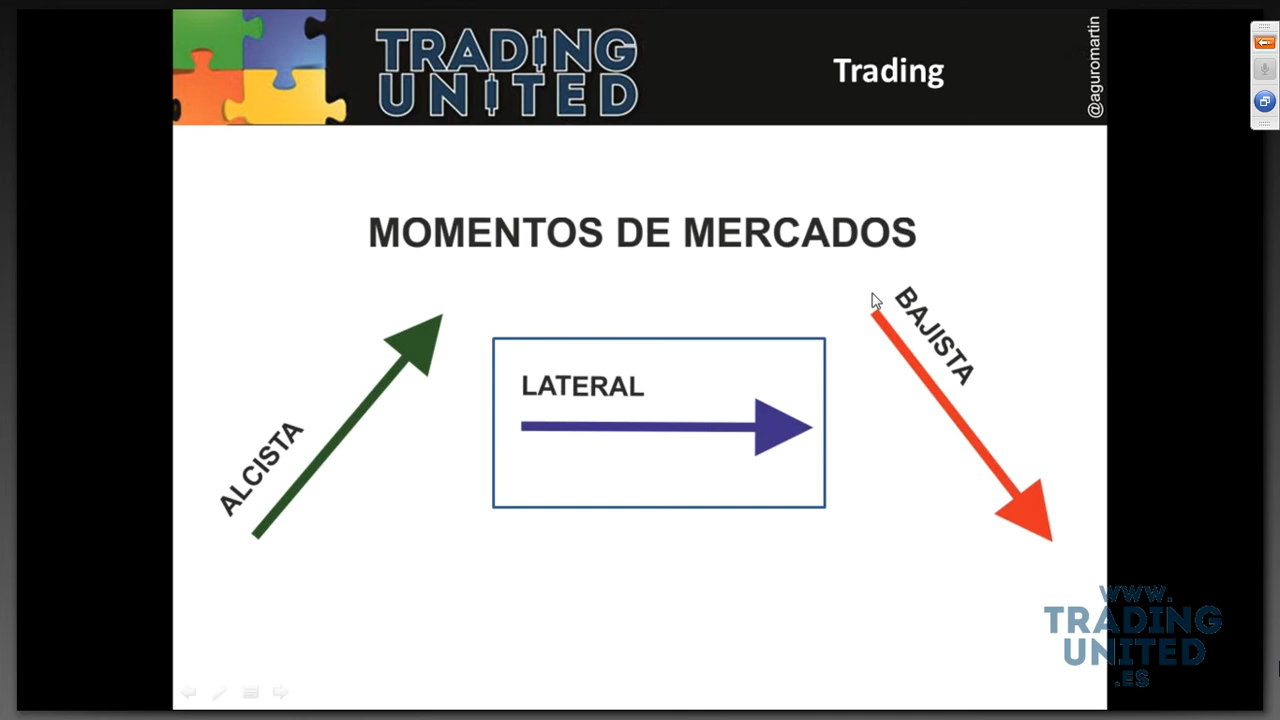 TRADING
UNITED
Trading
@aguromartin
MOMENTOS DE MERCADOS
ALCISTA
LATERAL
BAJISTA
www.
TRADING
UNITED
.ES